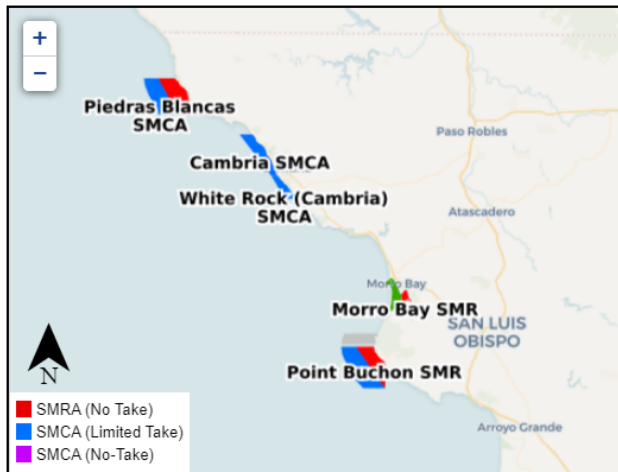 +
−
Piedras Blancas
SMCA
Paso Robles
Cambria SMCA
White Rock (Cambria)
SMCA
Atascadero
Morro Bay
Morro Bay SMR
SAN LUIS
OBISPO
Point Buchon SMR
N
SMRA (No Take)
SMCA (Limited Take)
SMCA (No-Take)
Arroyo Grande